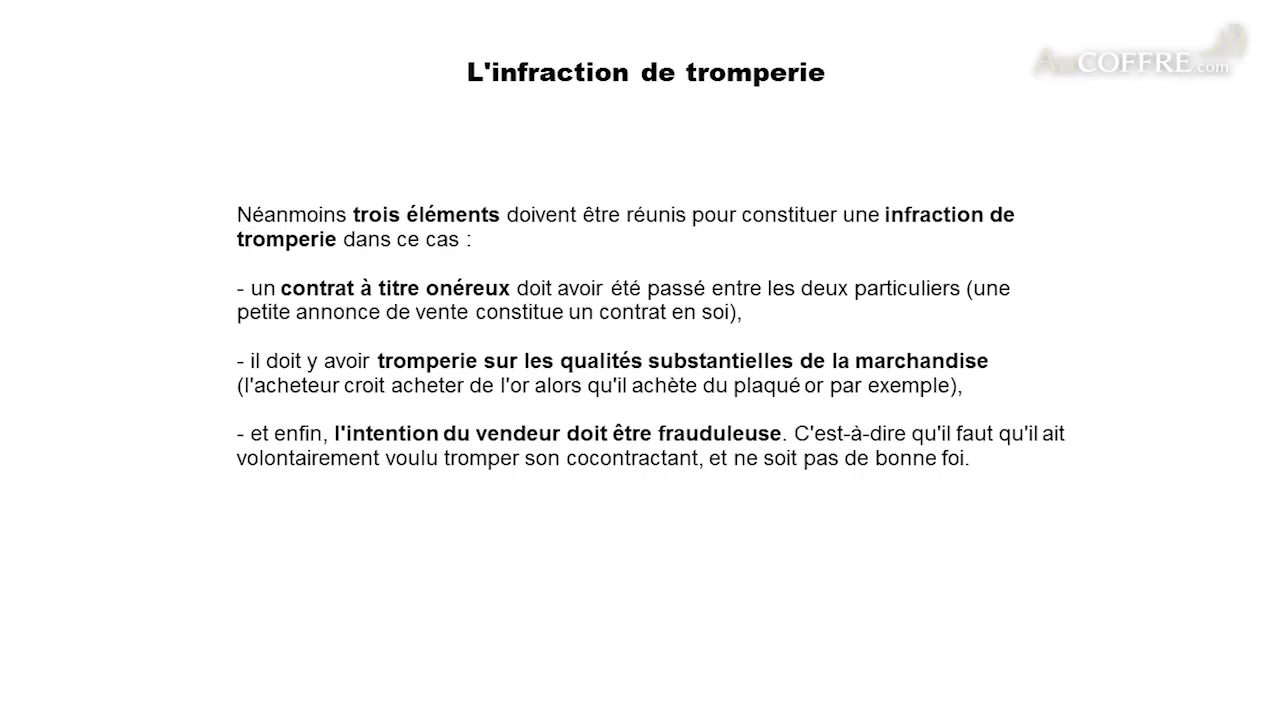 AuCOFFRE.com
L'infraction de tromperie
Néanmoins trois éléments doivent être réunis pour constituer une infraction de
tromperie dans ce cas :
- un contrat à titre onéreux doit avoir été passé entre les deux particuliers (une
petite annonce de vente constitue un contrat en soi),
- il doit y avoir tromperie sur les qualités substantielles de la marchandise
(l'acheteur croit acheter de l'or alors qu'il achète du plaqué or par exemple),
- et enfin, l'intention du vendeur doit être frauduleuse. C'est-à-dire qu'il faut qu'il ait
volontairement voulu tromper son cocontractant, et ne soit pas de bonne foi.